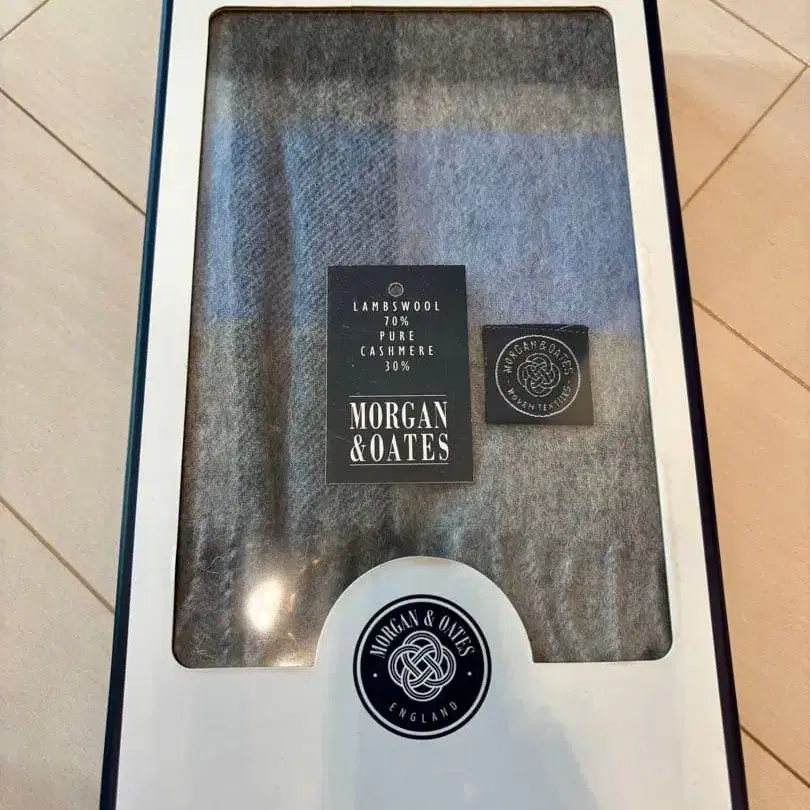 LAMBSWOOL
70%
PURE
CASHMERE
30%
MORGAN
&OATES
MORGAN & OATES
WOVEN TEXTILES
MORGAN & OATES
ENGLAND